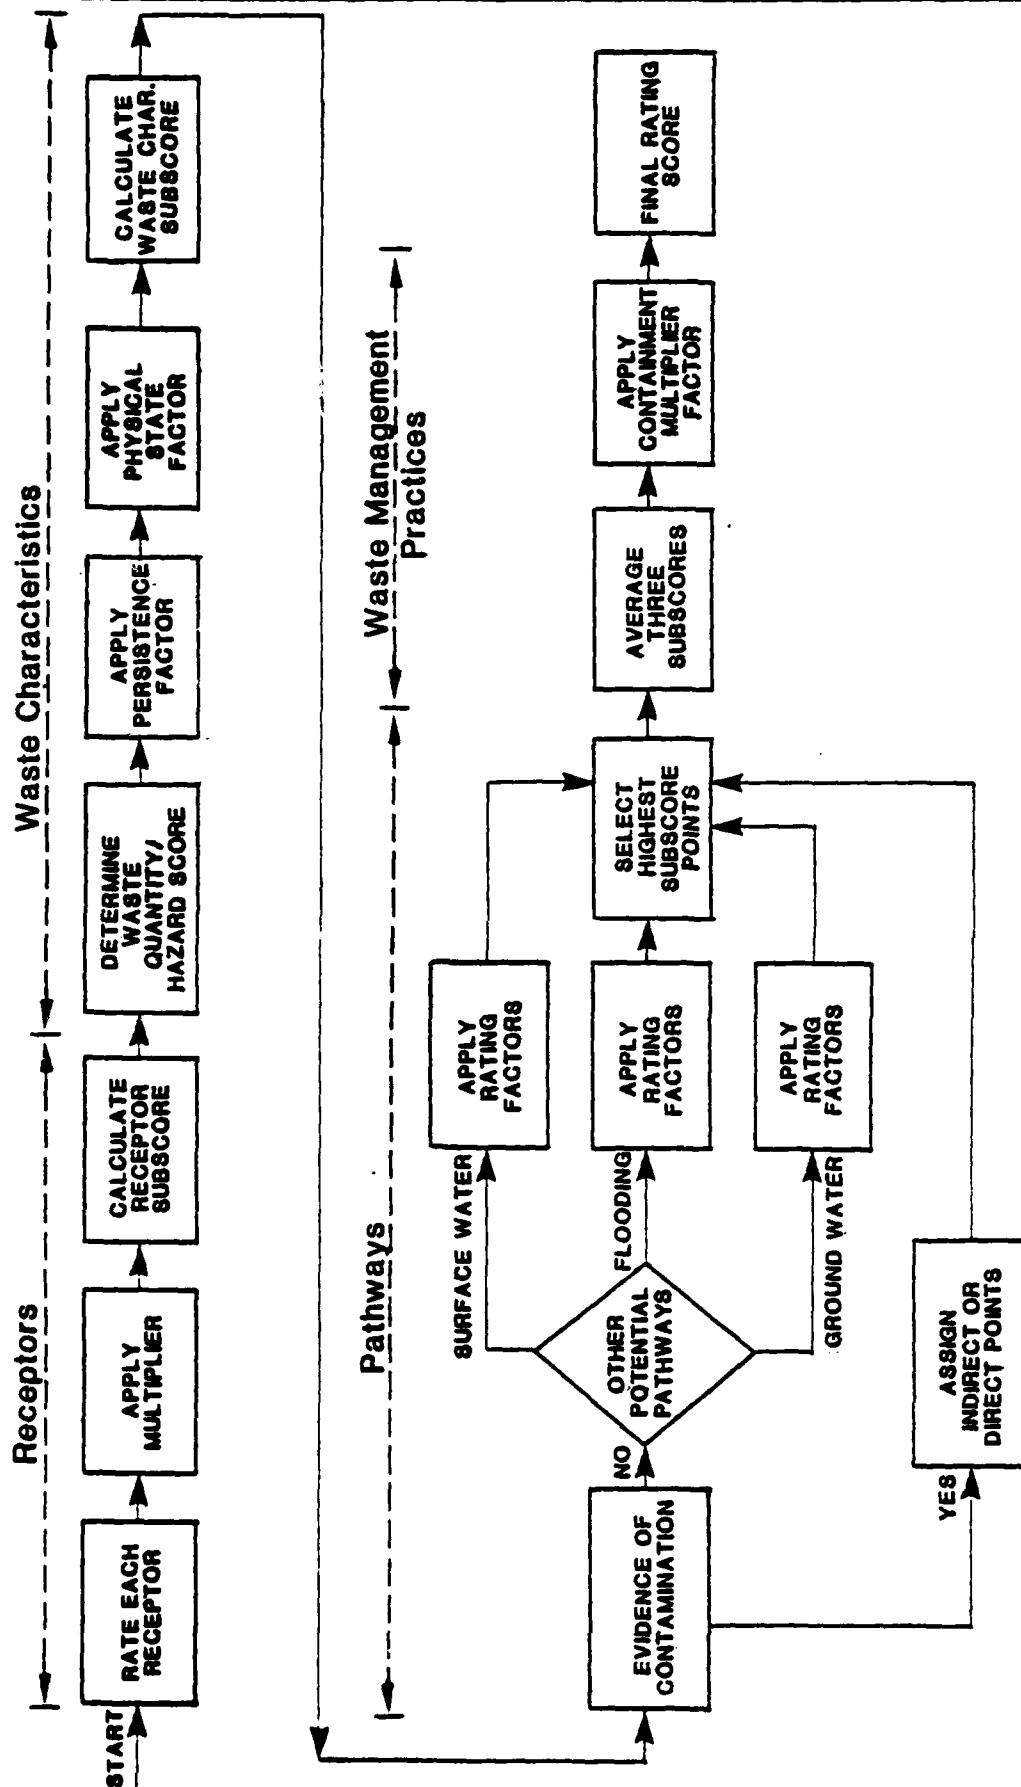 Receptors
Waste Characteristics
START
RATE EACH
RECEPTOR
APPLY
MULTIPLIER
CALCULATE
RECEPTOR
SUBSCORE
DETERMINE
WASTE
QUANTITY/
HAZARD SCORE
APPLY
PERSISTENCE
FACTOR
APPLY
PHYSICAL
STATE
FACTOR
CALCULATE
WASTE CHAR.
SUBSCORE
Pathways
Waste Management
Practices
EVIDENCE OF
CONTAMINATION
NO
YES
OTHER
POTENTIAL
PATHWAYS
SURFACE WATER
FLOODING
GROUND WATER
APPLY
RATING
FACTORS
APPLY
RATING
FACTORS
APPLY
RATING
FACTORS
ASSIGN
INDIRECT OR
DIRECT POINTS
SELECT
HIGHEST
SUBSCORE
POINTS
AVERAGE
THREE
SUBSCORES
APPLY
CONTAINMENT
MULTIPLIER
FACTOR
FINAL RATING
SCORE